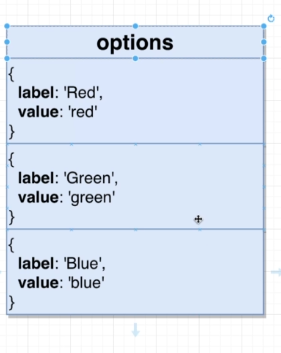 options
{
label: 'Red',
value: 'red'
}
{
label: 'Green',
value: 'green'
}
{
label: 'Blue',
value: 'blue'
}